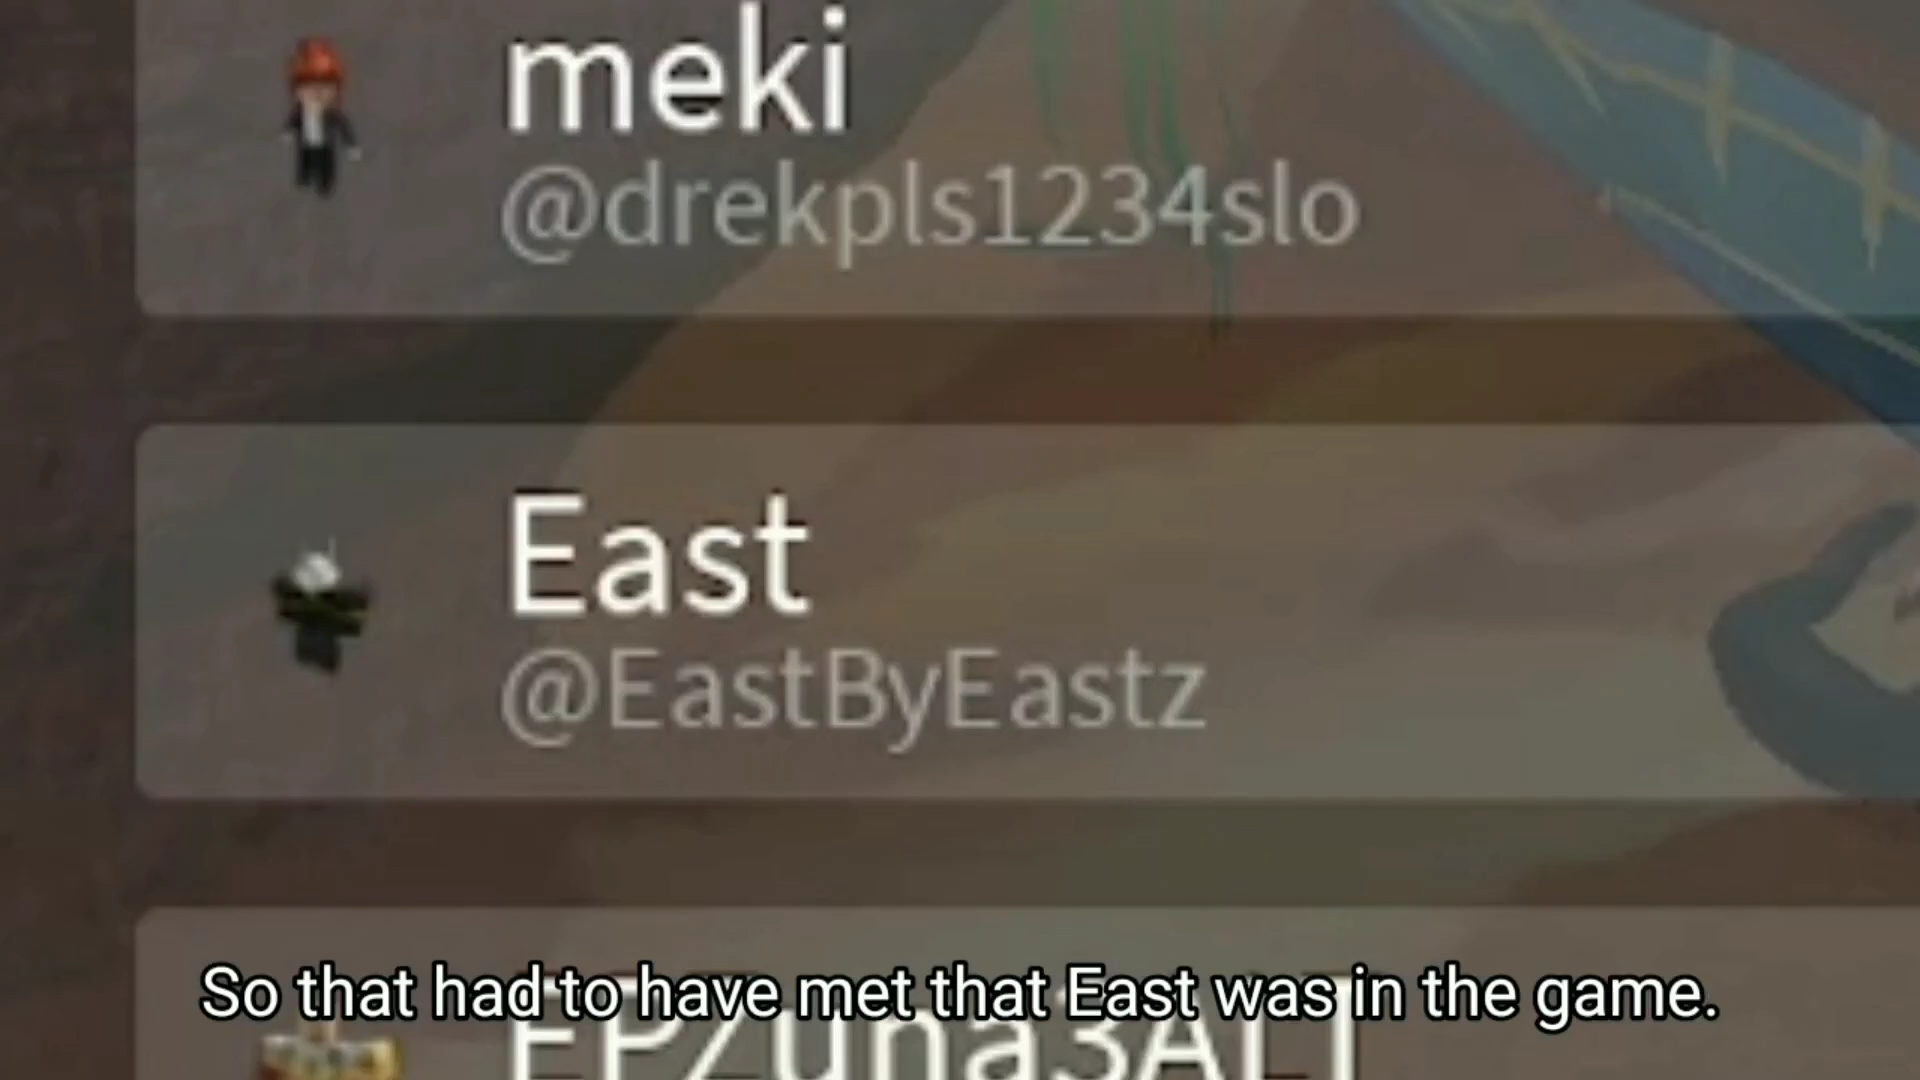 meki
@drekpls1234slo
East
@EastByEastz
So that had to have met that East was in the game.